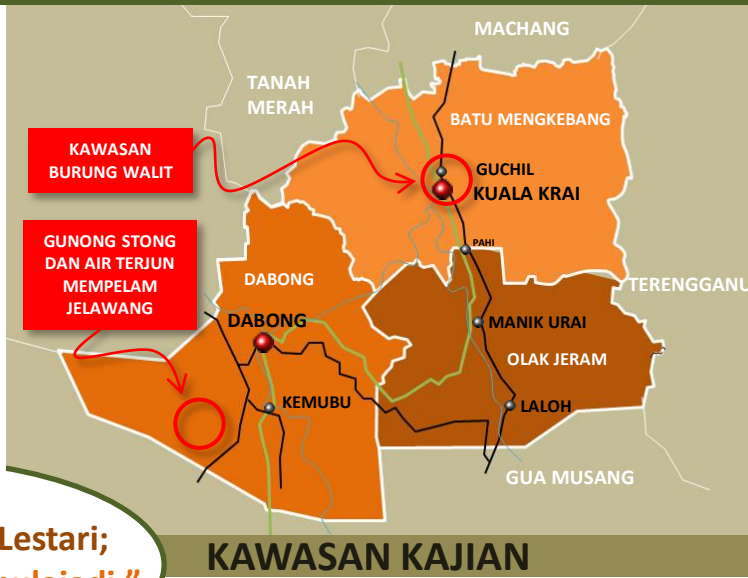 MACHANG
TANAH
MERAH
BATU MENGKEBANG
KAWASAN
BURUNG WALIT
GUCHIL
KUALA KRAI
GUNONG STONG
DAN AIR TERJUN
MEMPELAM
JELAWANG
PAHI
DABONG
TERENGGANU
DABONG
MANIK URAI
OLAK JERAM
KEMUBU
LALOH
GUA MUSANG
Lestari;
KAWASAN KAJIAN